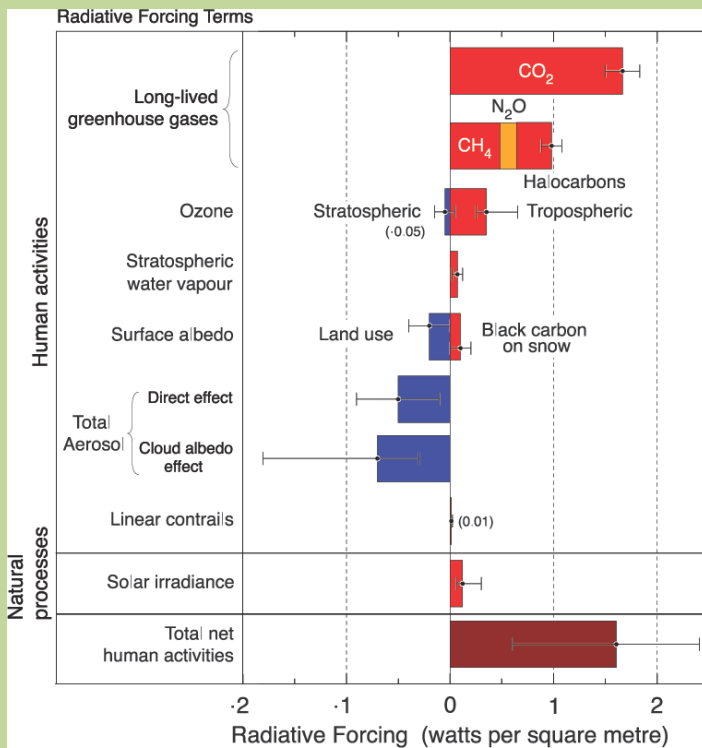 Radiative Forcing Terms
CO2
Long-lived
greenhouse gases
N2O
CH4
Halocarbons
Ozone
Stratospheric
(-0.05)
Tropospheric
Stratospheric
water vapour
Human activities
Surface albedo
Land use
Black carbon
on snow
Total
Aerosol
Direct effect
Cloud albedo
effect
Linear contrails
(0.01)
Natural
processes
Solar irradiance
Total net
human activities
-2 -1 0 1 2
Radiative Forcing (watts per square metre)